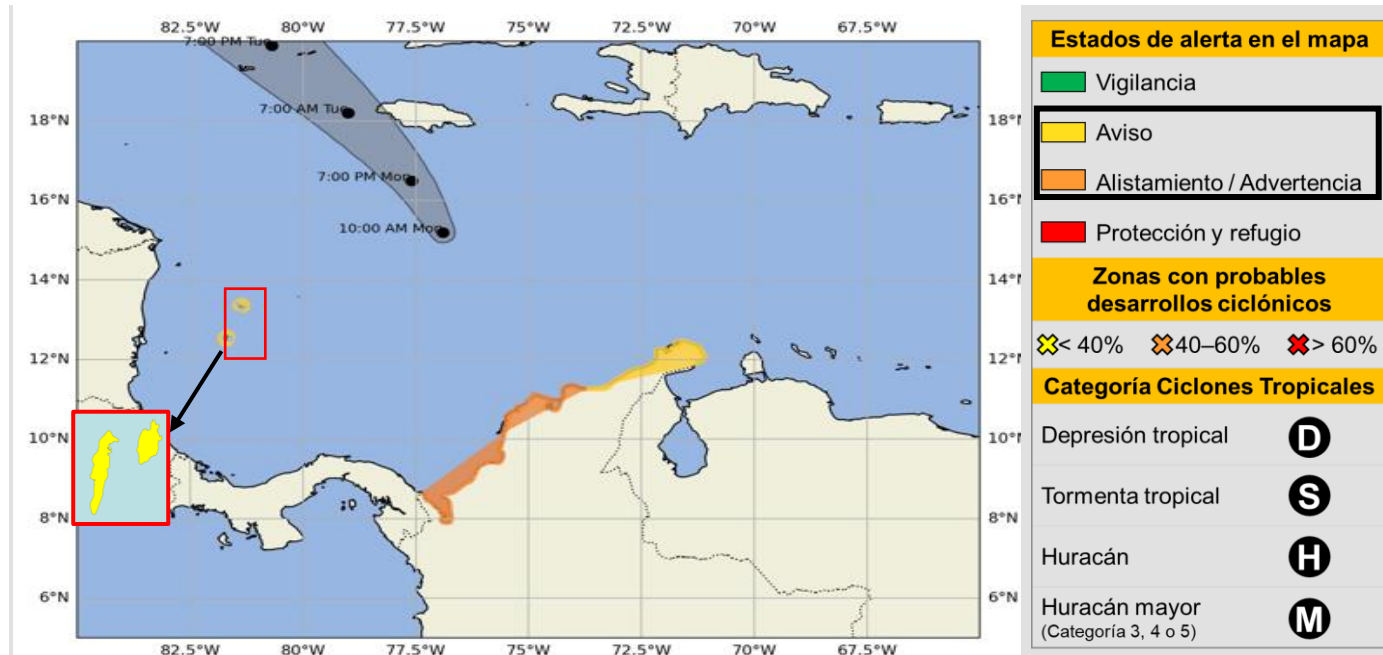 82.5°W 80°W 77.5°W 75°W 72.5°W 70°W 67.5°W
7:00 PM Tue
7:00 AM Tue
18°N 18°N
7:00 PM Mon
16°N 16°N
10:00 AM Mon
14°N 14°N
12°N 12°N
10°N 10°N
8°N 8°N
6°N 6°N
82.5°W 80°W 77.5°W 75°W 72.5°W 70°W 67.5°W
Estados de alerta en el mapa
Vigilancia
Aviso
Alistamiento / Advertencia
Protección y refugio
Zonas con probables
desarrollos ciclónicos
< 40% 40–60% > 60%
Categoría Ciclones Tropicales
Depresión tropical D
Tormenta tropical S
Huracán H
Huracán mayor M
(Categoría 3, 4 o 5)